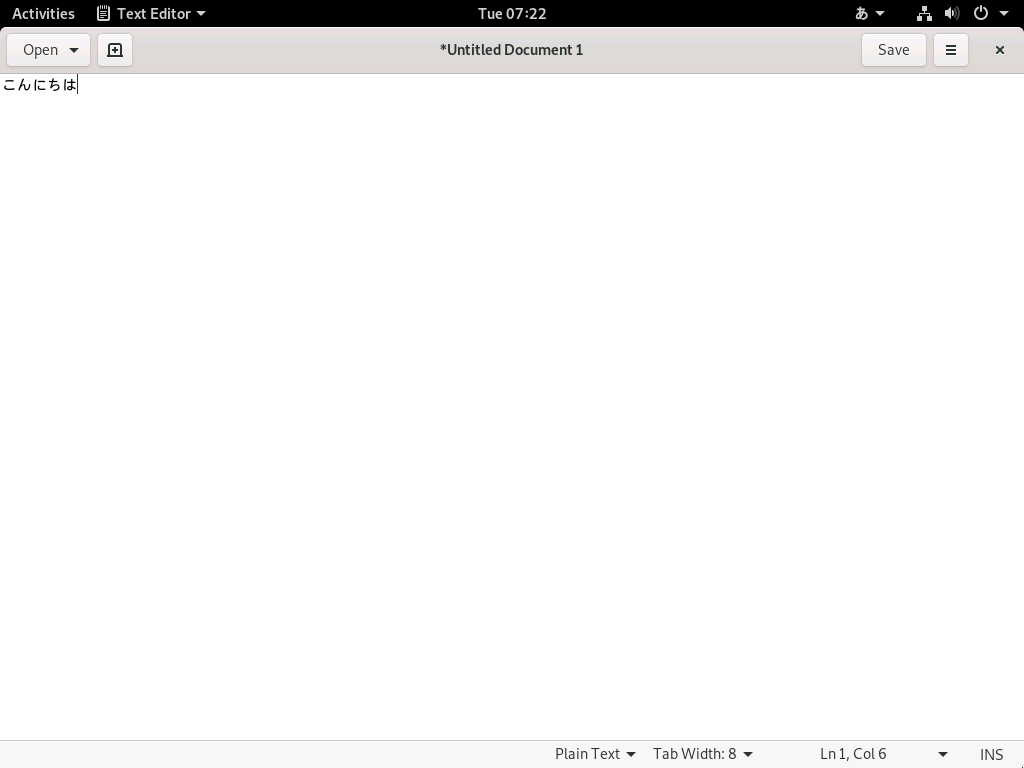 Activities Text Editor Tue 07:22 あ
Open *Untitled Document 1 Save
こんにちは
Plain Text Tab Width: 8 Ln 1, Col 6 INS